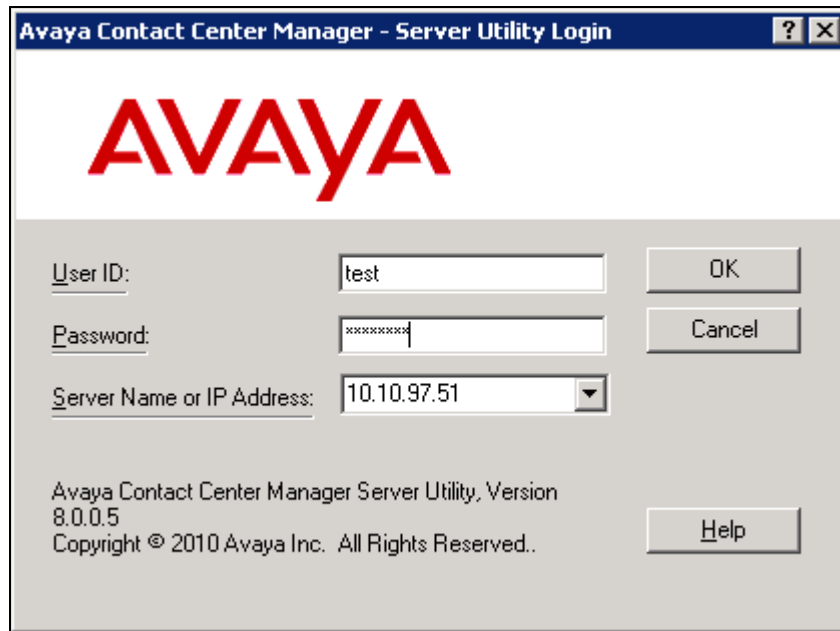 Avaya Contact Center Manager - Server Utility Login
? X
AVAYA
User ID:
test
OK
Password:
xxxxxxxx
Cancel
Server Name or IP Address:
10.10.97.51
Avaya Contact Center Manager Server Utility, Version
8.0.0.5
Copyright © 2010 Avaya Inc.  All Rights Reserved..
Help